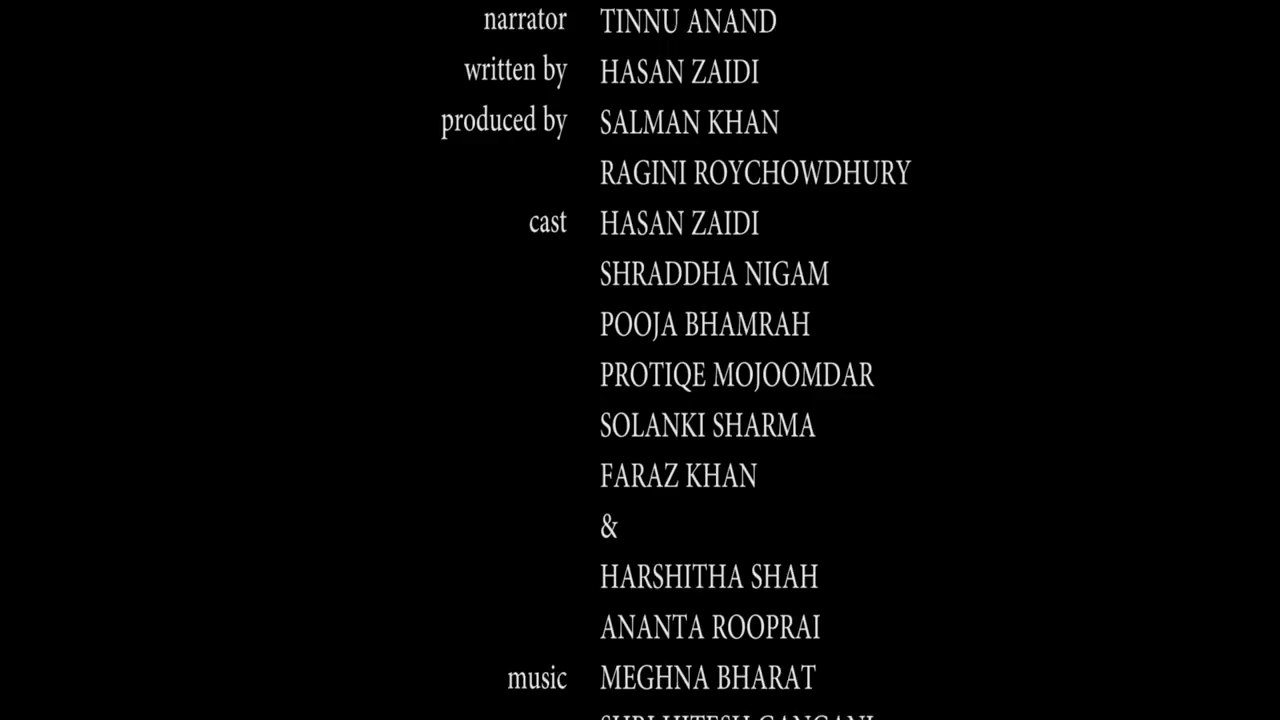 narrator TINNU ANAND
written by HASAN ZAIDI
produced by SALMAN KHAN
RAGINI ROYCHOWDHURY
cast HASAN ZAIDI
SHRADDHA NIGAM
POOJA BHAMRAH
PROTIQE MOJOOMDAR
SOLANKI SHARMA
FARAZ KHAN
&
HARSHITHA SHAH
ANANTA ROOPRAI
music MEGHNA BHARAT